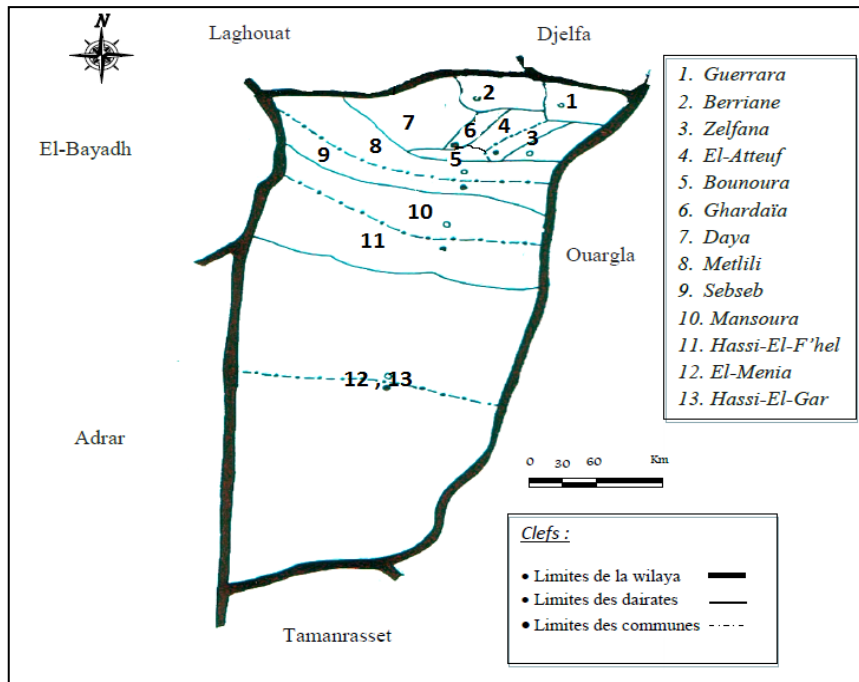 N
Laghouat
Djelfa
El-Bayadh
Ouargla
Adrar
Tamanrasset
1
2
3
4
5
6
7
8
9
10
11
12 , 13
1. Guerrara
2. Berriane
3. Zelfana
4. El-Atteuf
5. Bounoura
6. Ghardaïa
7. Daya
8. Metlili
9. Sebseb
10. Mansoura
11. Hassi-El-F'hel
12. El-Menia
13. Hassi-El-Gar
0 30 60 Km
Clefs :
• Limites de la wilaya
• Limites des dairates
• Limites des communes